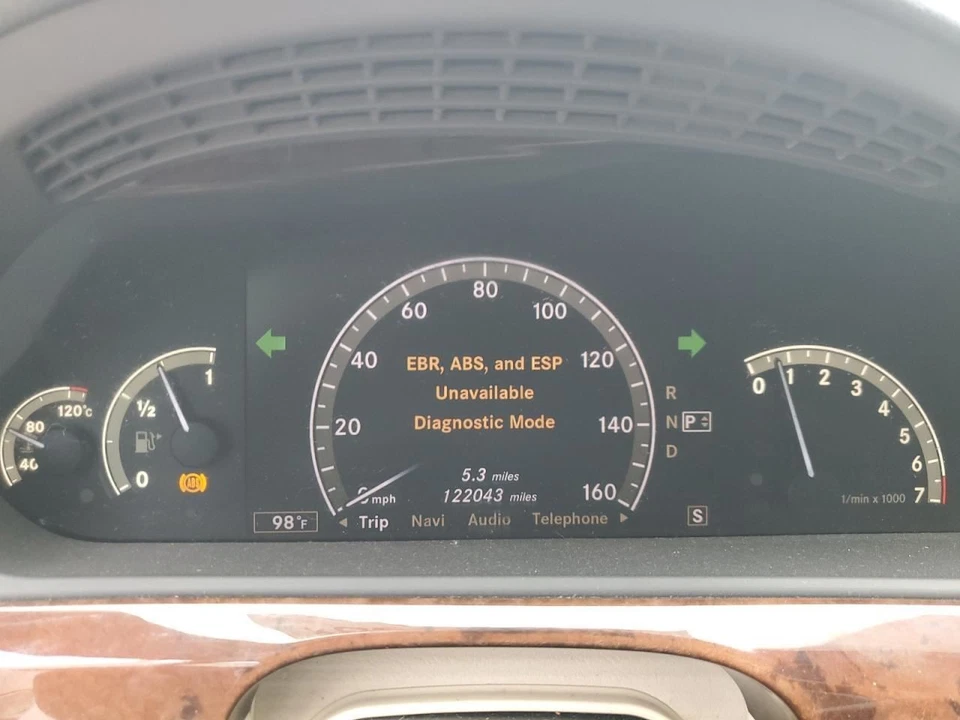 120°c
80
40
1
1/2
0
ABS
98°F
0 mph
20
40
60
80
100
120
140
160
EBR, ABS, and ESP
Unavailable
Diagnostic Mode
5.3 miles
122043 miles
Trip Navi Audio Telephone
R
N P
D
S
0 1 2 3 4 5 6 7
1/min x 1000